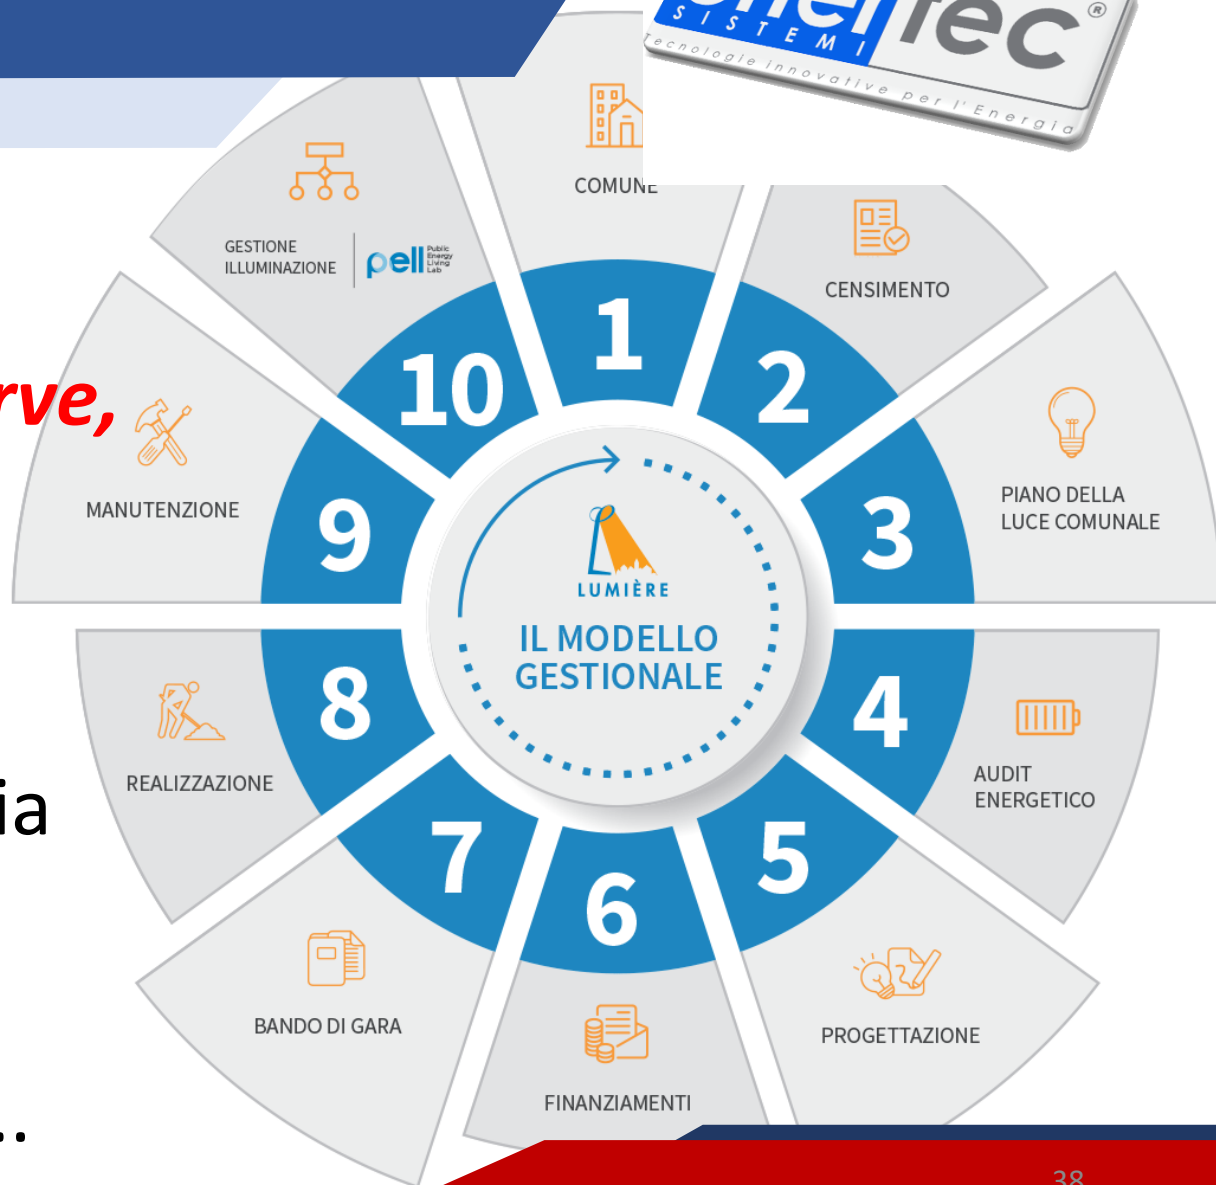 SISTEMI
Tecnologie innovative per l'Energia
®
COMUNE
1
CENSIMENTO
2
PIANO DELLA
LUCE COMUNALE
3
AUDIT
ENERGETICO
4
PROGETTAZIONE
5
FINANZIAMENTI
6
BANDO DI GARA
7
REALIZZAZIONE
8
MANUTENZIONE
9
GESTIONE
ILLUMINAZIONE
pell
Public
Energy
Living
Lab
10
LUMIÈRE
IL MODELLO
GESTIONALE
rve,
ia
..
38